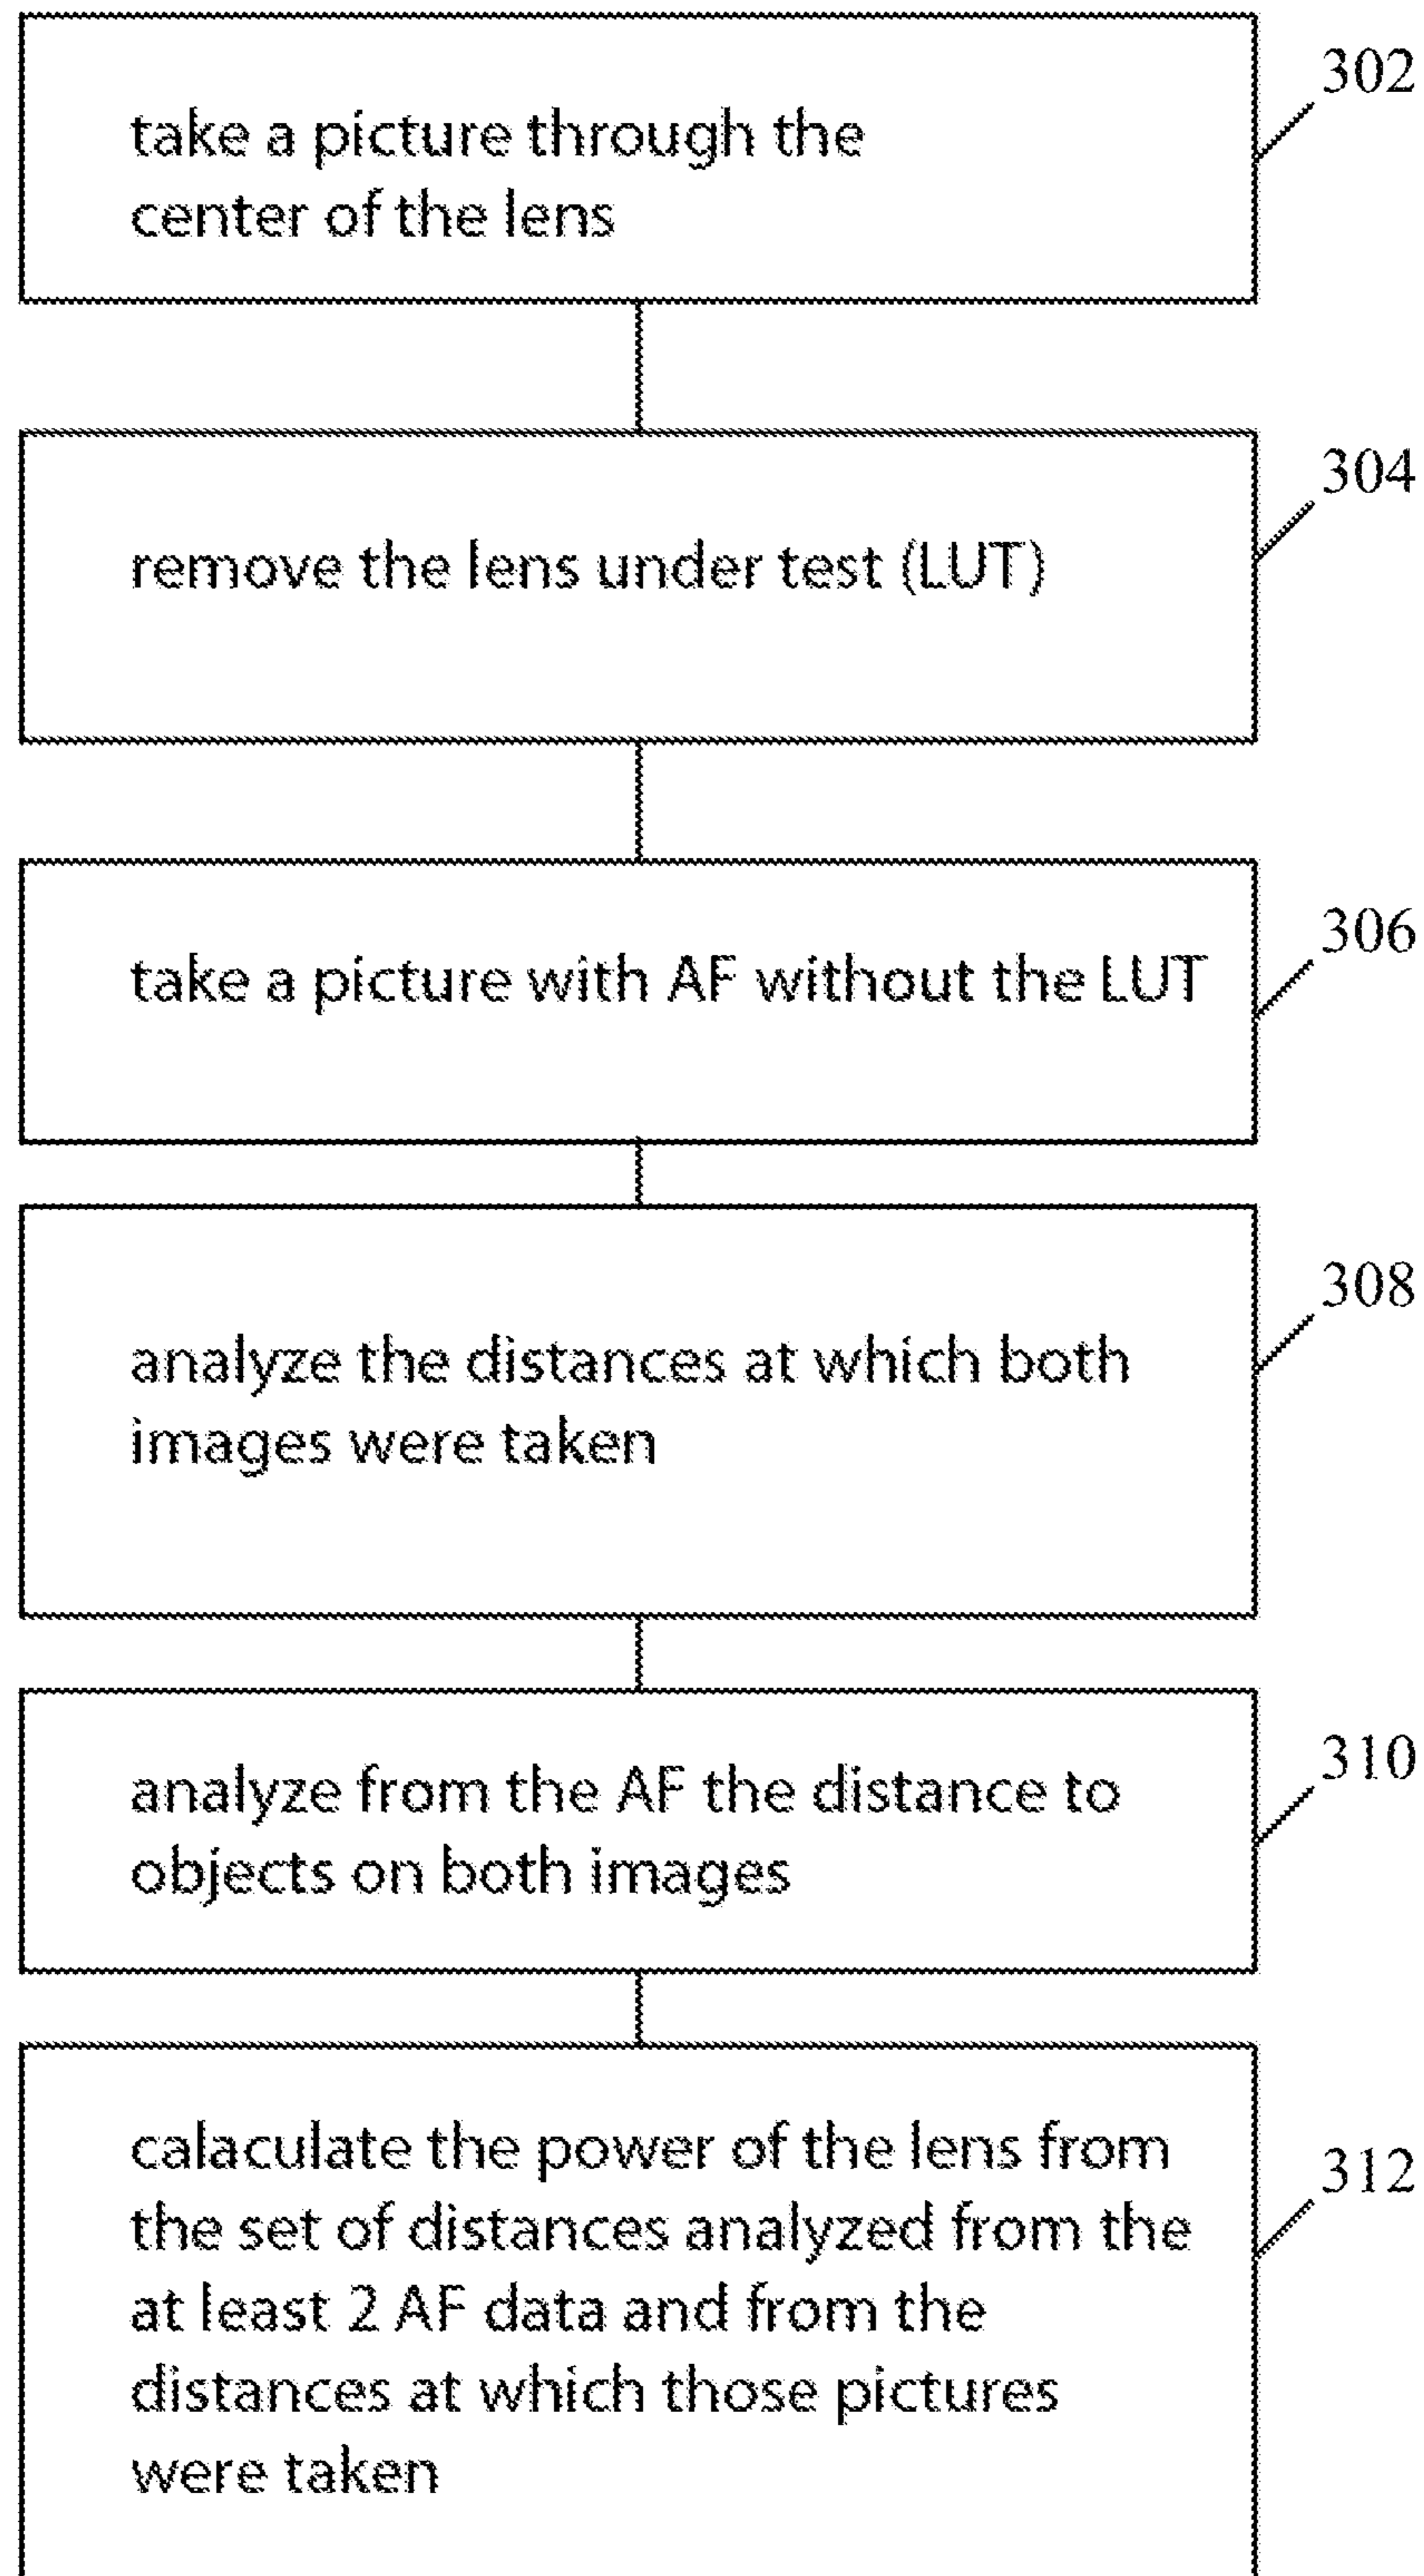 302
take a picture through the
center of the lens
304
remove the lens under test (LUT)
306
take a picture with AF without the LUT
308
analyze the distances at which both
images were taken
310
analyze from the AF the distance to
objects on both images
312
calaculate the power of the lens from
the set of distances analyzed from the
at least 2 AF data and from the
distances at which those pictures
were taken